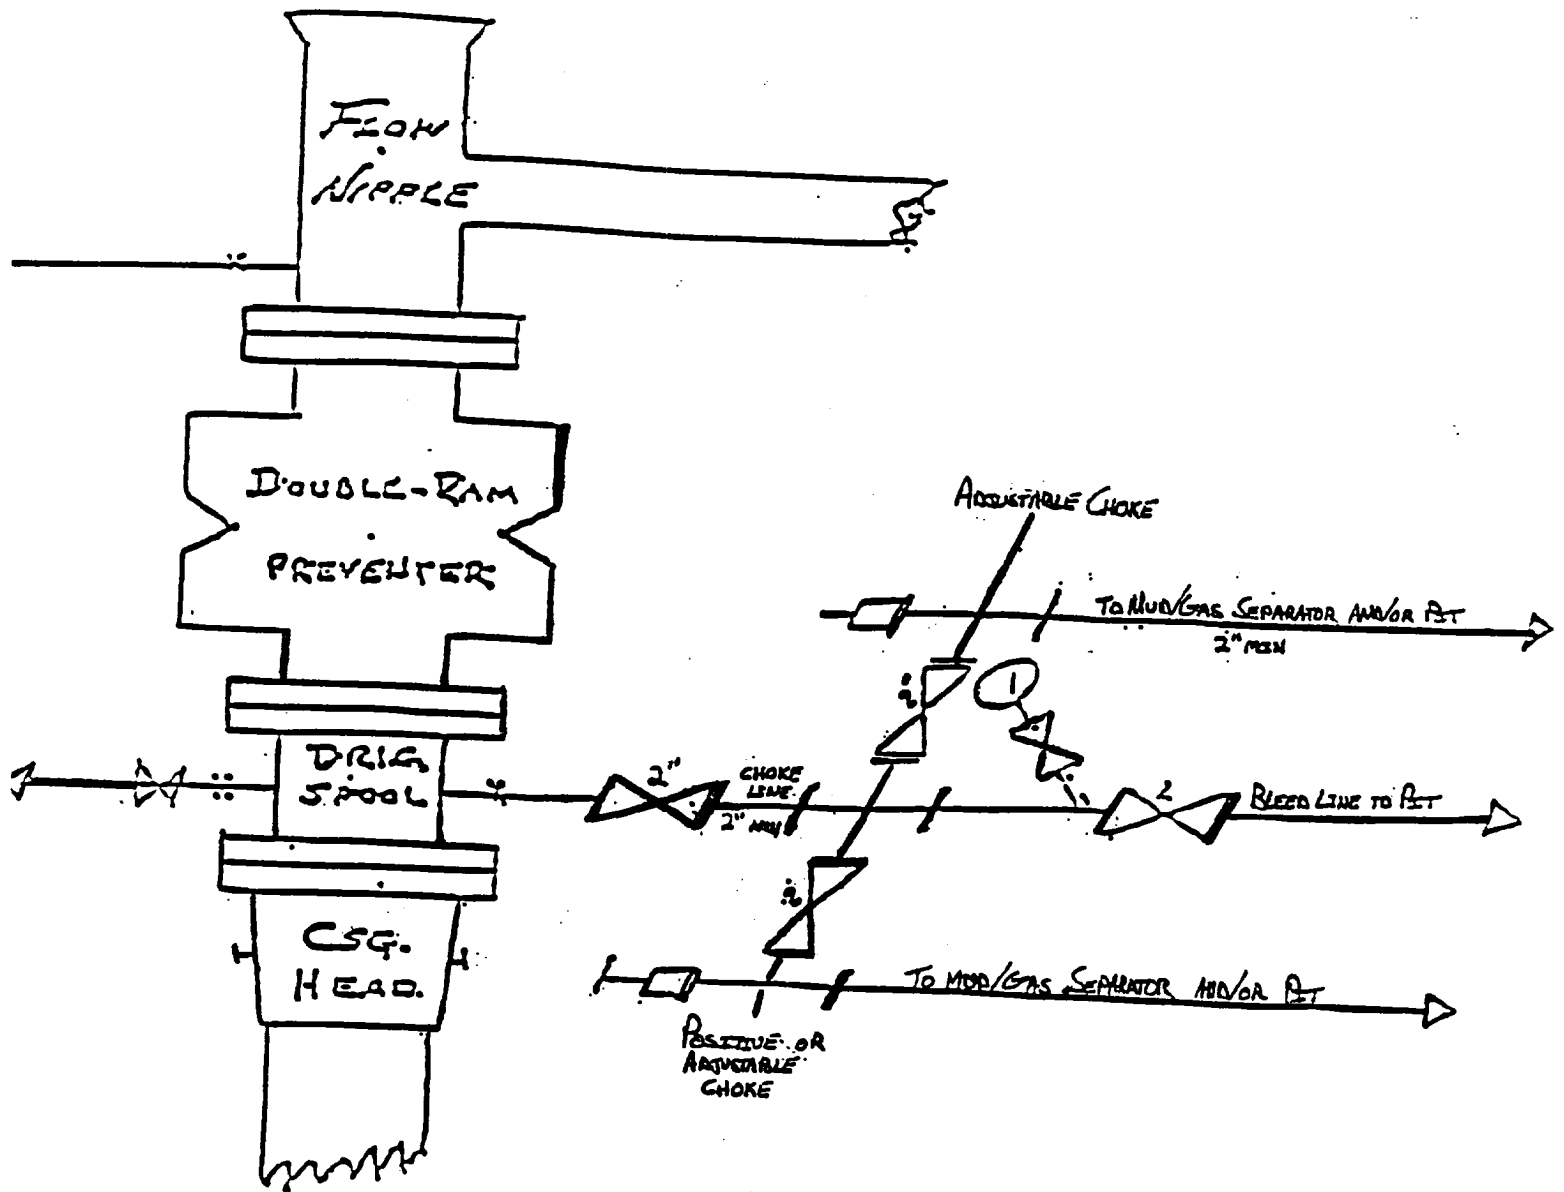 FLOW
NIPPLE
DOUBLE-RAM
PREVENTER
ADJUSTABLE CHOKE
TO MUD/GAS SEPARATOR AND/OR PIT
2" MIN
1
DRLG.
SPOOL
2"
CHOKE
LINE
2" MIN
2
BLEED LINE TO PIT
CSG.
HEAD.
TO MUD/GAS SEPARATOR AND/OR PIT
POSITIVE OR
ADJUSTABLE
CHOKE